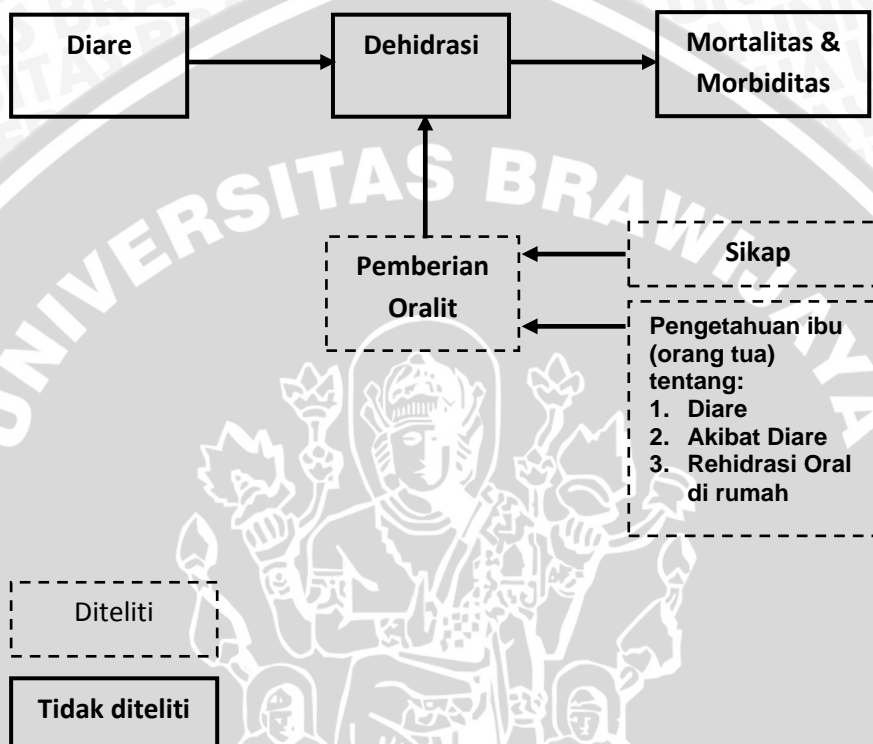 Diare
Dehidrasi
Mortalitas &
Morbiditas
UNIVERSITAS BRAWIJAYA
Pemberian
Oralit
Sikap
Pengetahuan ibu
(orang tua)
tentang:
1. Diare
2. Akibat Diare
3. Rehidrasi Oral
di rumah
Diteliti
Tidak diteliti